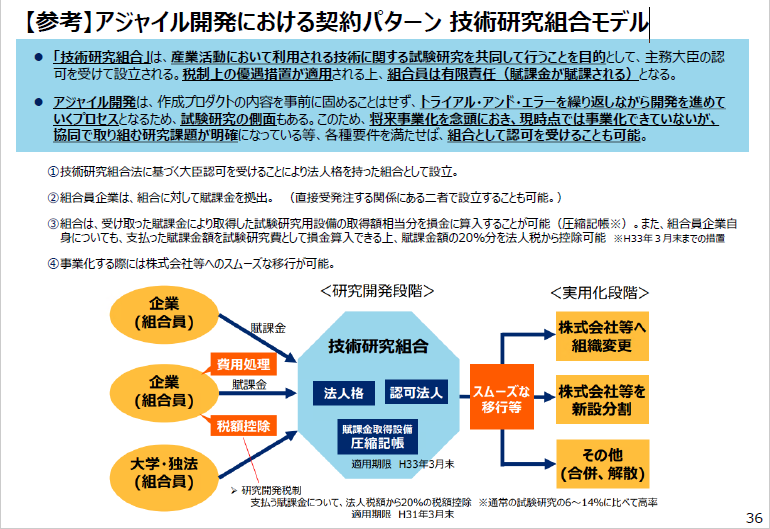 【参考】アジャイル開発における契約パターン 技術研究組合モデル
● 「技術研究組合」は、産業活動において利用される技術に関する試験研究を共同して行うことを目的として、主務大臣の認
可を受けて設立される。税制上の優遇措置が適用される上、組合員は有限責任（賦課金が賦課される）となる。
● アジャイル開発は、作成プロダクトの内容を事前に固めることはせず、トライアル・アンド・エラーを繰り返しながら開発を進めて
いくプロセスとなるため、試験研究の側面もある。このため、将来事業化を念頭におき、現時点では事業化できていないが、
協同で取り組む研究課題が明確になっている等、各種要件を満たせば、組合として認可を受けることも可能。
①技術研究組合法に基づく大臣認可を受けることにより法人格を持った組合として設立。
②組合員企業は、組合に対して賦課金を拠出。 （直接受発注する関係にある二者で設立することも可能。）
③組合は、受け取った賦課金により取得した試験研究用設備の取得額相当分を損金に算入することが可能（圧縮記帳※）。また、組合員企業自
身についても、支払った賦課金額を試験研究費として損金算入できる上、賦課金額の20%分を法人税から控除可能 ※H33年３月末までの措置
④事業化する際には株式会社等へのスムーズな移行が可能。
＜研究開発段階＞
＜実用化段階＞
企業
(組合員)
賦課金
費用処理
企業
(組合員)
賦課金
税額控除
大学・独法
(組合員)
技術研究組合
法人格
認可法人
賦課金取得設備
圧縮記帳
適用期限 H33年3月末
スムーズな
移行等
株式会社等へ
組織変更
株式会社等を
新設分割
その他
(合併、解散)
➢ 研究開発税制
支払う賦課金について、法人税額から20%の税額控除 ※通常の試験研究の6～14%に比べて高率
適用期限 H31年3月末
36